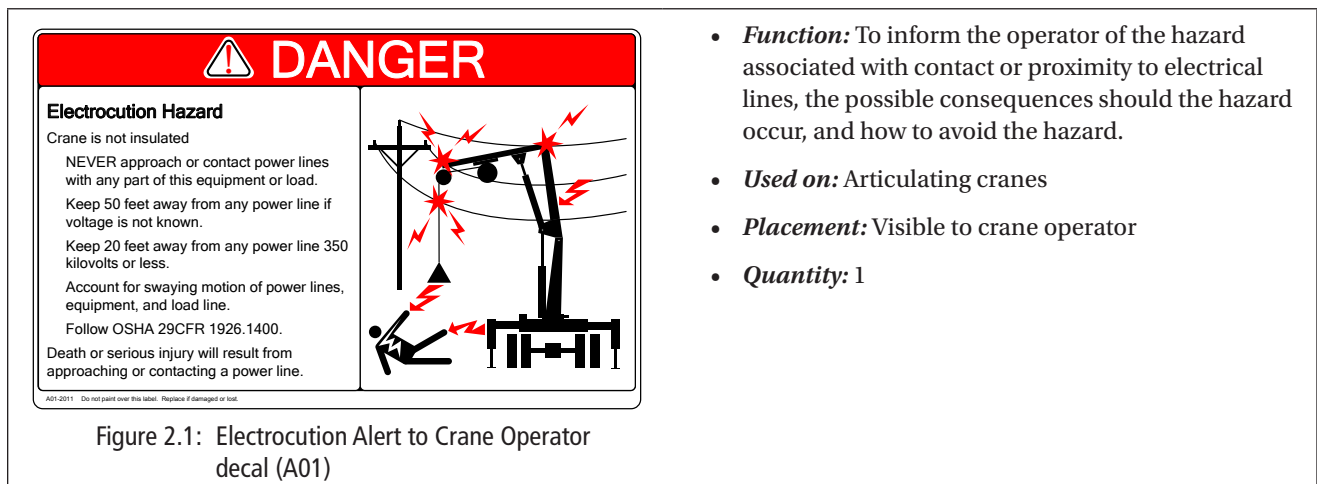 DANGER
Electrocution Hazard
Crane is not insulated
NEVER approach or contact power lines
with any part of this equipment or load.
Keep 50 feet away from any power line if
voltage is not known.
Keep 20 feet away from any power line 350
kilovolts or less.
Account for swaying motion of power lines,
equipment, and load line.
Follow OSHA 29CFR 1926.1400.
Death or serious injury will result from
approaching or contacting a power line.
A01-2011 Do not paint over this label. Replace if damaged or lost.
Figure 2.1: Electrocution Alert to Crane Operator
decal (A01)
• Function: To inform the operator of the hazard
associated with contact or proximity to electrical
lines, the possible consequences should the hazard
occur, and how to avoid the hazard.
• Used on: Articulating cranes
• Placement: Visible to crane operator
• Quantity: 1